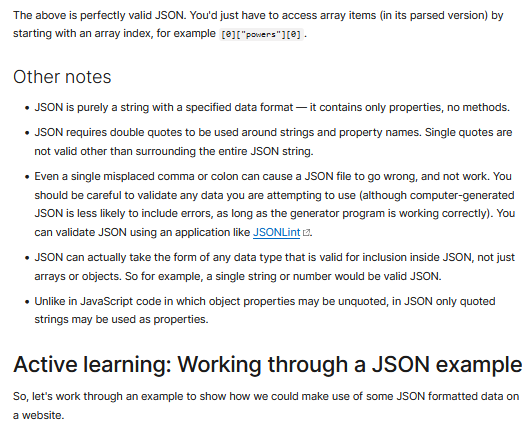 The above is perfectly valid JSON. You'd just have to access array items (in its parsed version) by
starting with an array index, for example [0]["powers"][0].
Other notes
• JSON is purely a string with a specified data format — it contains only properties, no methods.
• JSON requires double quotes to be used around strings and property names. Single quotes are
not valid other than surrounding the entire JSON string.
• Even a single misplaced comma or colon can cause a JSON file to go wrong, and not work. You
should be careful to validate any data you are attempting to use (although computer-generated
JSON is less likely to include errors, as long as the generator program is working correctly). You
can validate JSON using an application like JSONLint.
• JSON can actually take the form of any data type that is valid for inclusion inside JSON, not just
arrays or objects. So for example, a single string or number would be valid JSON.
• Unlike in JavaScript code in which object properties may be unquoted, in JSON only quoted
strings may be used as properties.
Active learning: Working through a JSON example
So, let's work through an example to show how we could make use of some JSON formatted data on
a website.